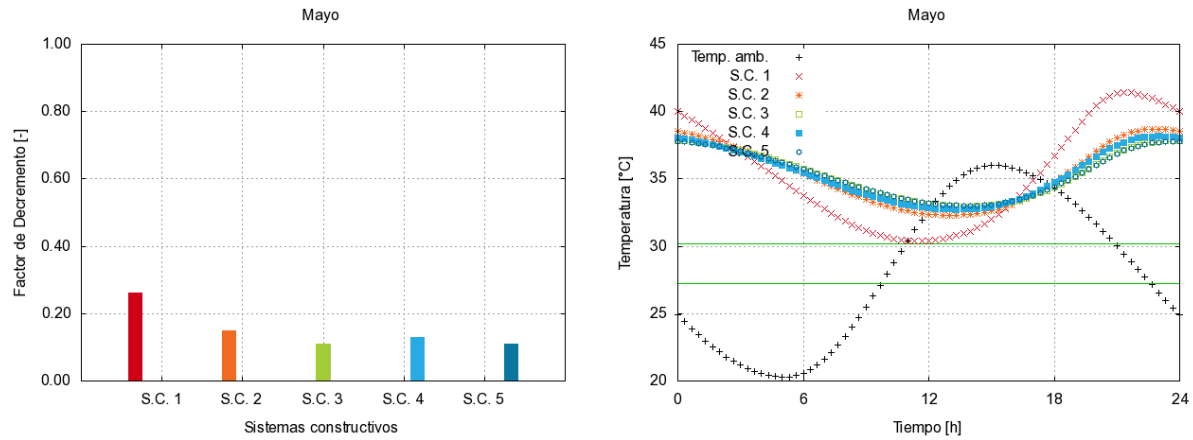 Mayo
1.00
0.80
0.60
0.40
0.20
0.00
Factor de Decremento [-]
S.C. 1
S.C. 2
S.C. 3
S.C. 4
S.C. 5
Sistemas constructivos
Mayo
45
40
35
30
25
20
Temperatura [°C]
Temp. amb.
S.C. 1
S.C. 2
S.C. 3
S.C. 4
S.C. 5
0
6
12
18
24
Tiempo [h]